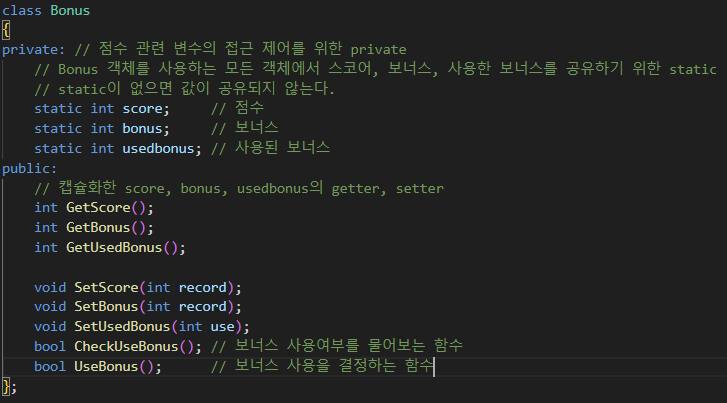 class Bonus
{
private: // 점수 관련 변수의 접근 제어를 위한 private
    // Bonus 객체를 사용하는 모든 객체에서 스코어, 보너스, 사용한 보너스를 공유하기 위한 static
    // static이 없으면 값이 공유되지 않는다.
    static int score;     // 점수
    static int bonus;     // 보너스
    static int usedbonus; // 사용된 보너스
public:
    // 캡슐화한 score, bonus, usedbonus의 getter, setter
    int GetScore();
    int GetBonus();
    int GetUsedBonus();

    void SetScore(int record);
    void SetBonus(int record);
    void SetUsedBonus(int use);
    bool CheckUseBonus(); // 보너스 사용여부를 물어보는 함수
    bool UseBonus();      // 보너스 사용을 결정하는 함수
};